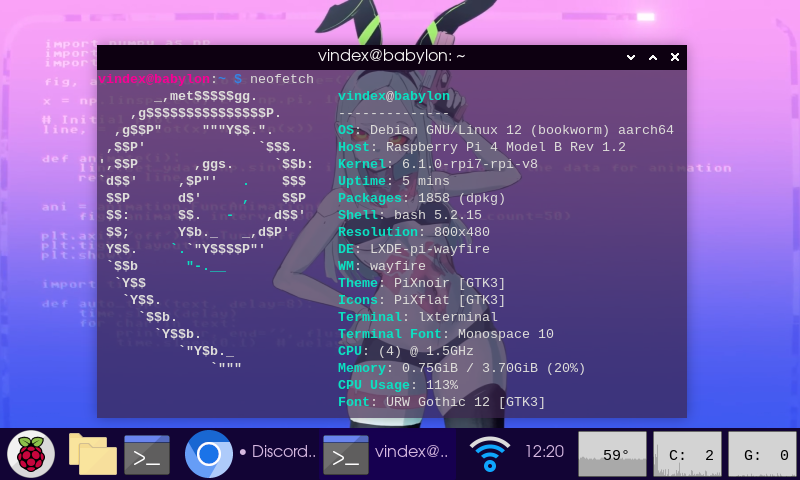 vindex@babylon: ~
vindex@babylon:~ $ neofetch
_,met$$$$$gg.
,g$$$$$$$$$$$$$$$P.
,g$$P"     """Y$$.".
,$$P'              `$$$.
',$$P       ,ggs.     `$$b:
`d$$'     ,$P"'   .    $$$
$$P      d$'     ,    $$P
$$:      $$.   -    ,d$$'
$$;      Y$b._   _,d$P'
Y$$.    `.`"Y$$$$P"'
`$$b      "-.__
`Y$$
`Y$$.
`$$b.
`Y$$b.
`"Y$b._
`"""
vindex@babylon
--------------
OS: Debian GNU/Linux 12 (bookworm) aarch64
Host: Raspberry Pi 4 Model B Rev 1.2
Kernel: 6.1.0-rpi7-rpi-v8
Uptime: 5 mins
Packages: 1858 (dpkg)
Shell: bash 5.2.15
Resolution: 800x480
DE: LXDE-pi-wayfire
WM: wayfire
Theme: PiXnoir [GTK3]
Icons: PiXflat [GTK3]
Terminal: lxterminal
Terminal Font: Monospace 10
CPU: (4) @ 1.5GHz
Memory: 0.75GiB / 3.70GiB (20%)
CPU Usage: 113%
Font: URW Gothic 12 [GTK3]
>_ • Discord.. >_ vindex@.. 12:20 59° C: 2 G: 0